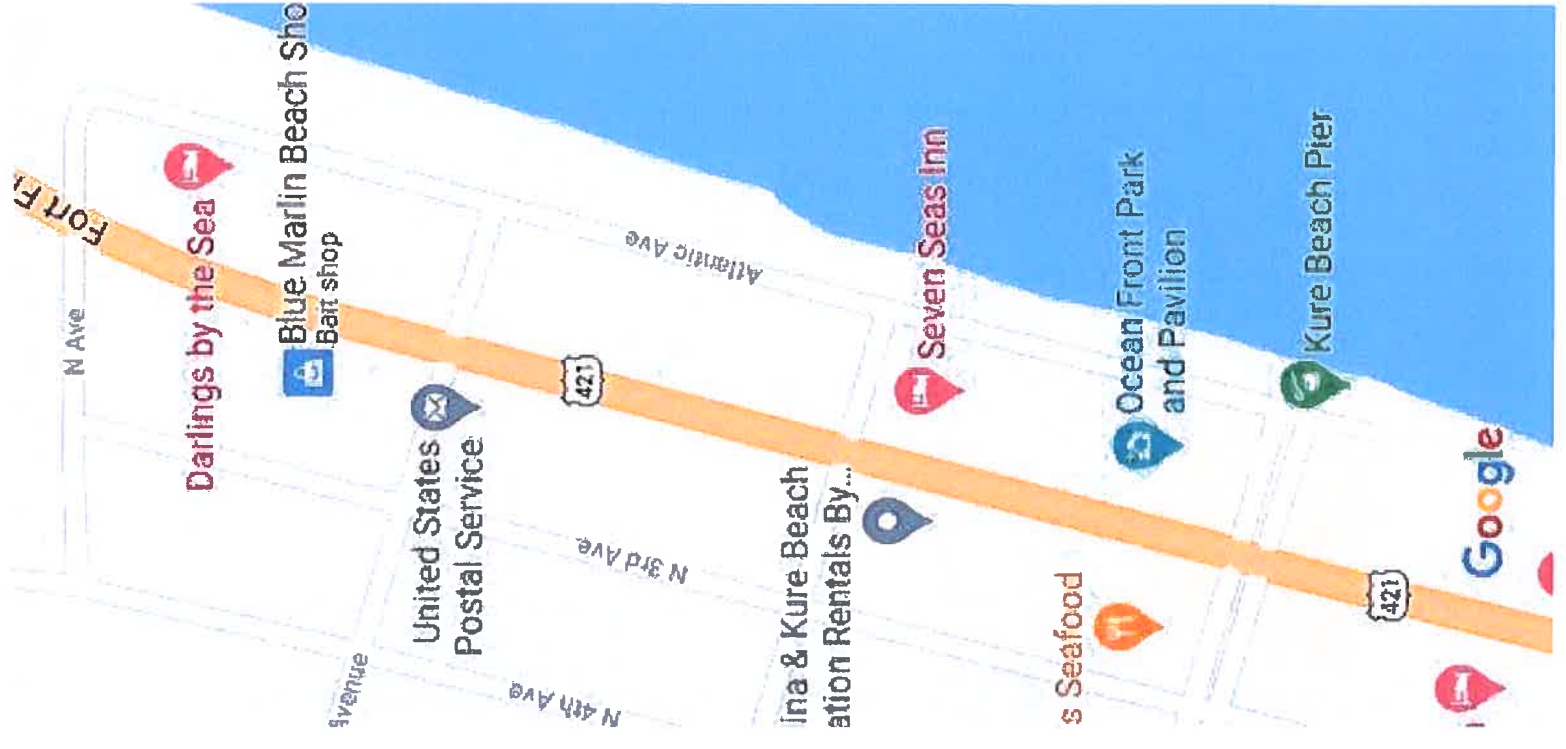 Fort Fi
N Ave
Darlings by the Sea
Blue Marlin Beach Sho
Bait shop
United States
Postal Service
421
Atlantic Ave
N 3rd Ave
N 4th Ave
Avenue
lina & Kure Beach
ation Rentals By...
Seven Seas Inn
Ocean Front Park
and Pavilion
s Seafood
Kure Beach Pier
421
Google